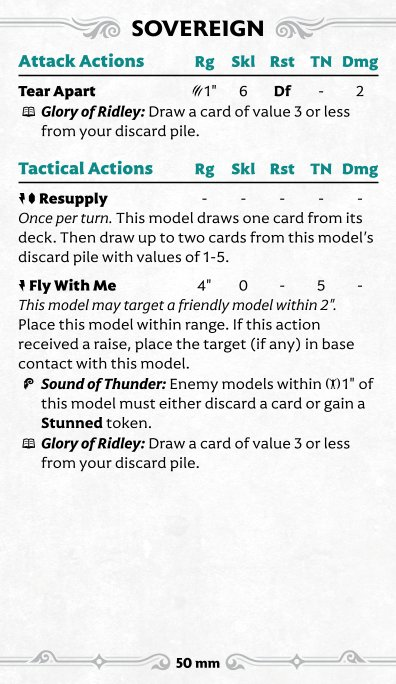 SOVEREIGN
Attack Actions Rg Skl Rst TN Dmg
Tear Apart 1" 6 Df - 2
Glory of Ridley: Draw a card of value 3 or less
from your discard pile.
Tactical Actions Rg Skl Rst TN Dmg
Resupply - - - - -
Once per turn. This model draws one card from its
deck. Then draw up to two cards from this model’s
discard pile with values of 1-5.
Fly With Me 4" 0 - 5 -
This model may target a friendly model within 2".
Place this model within range. If this action
received a raise, place the target (if any) in base
contact with this model.
Sound of Thunder: Enemy models within 1" of
this model must either discard a card or gain a
Stunned token.
Glory of Ridley: Draw a card of value 3 or less
from your discard pile.
50 mm